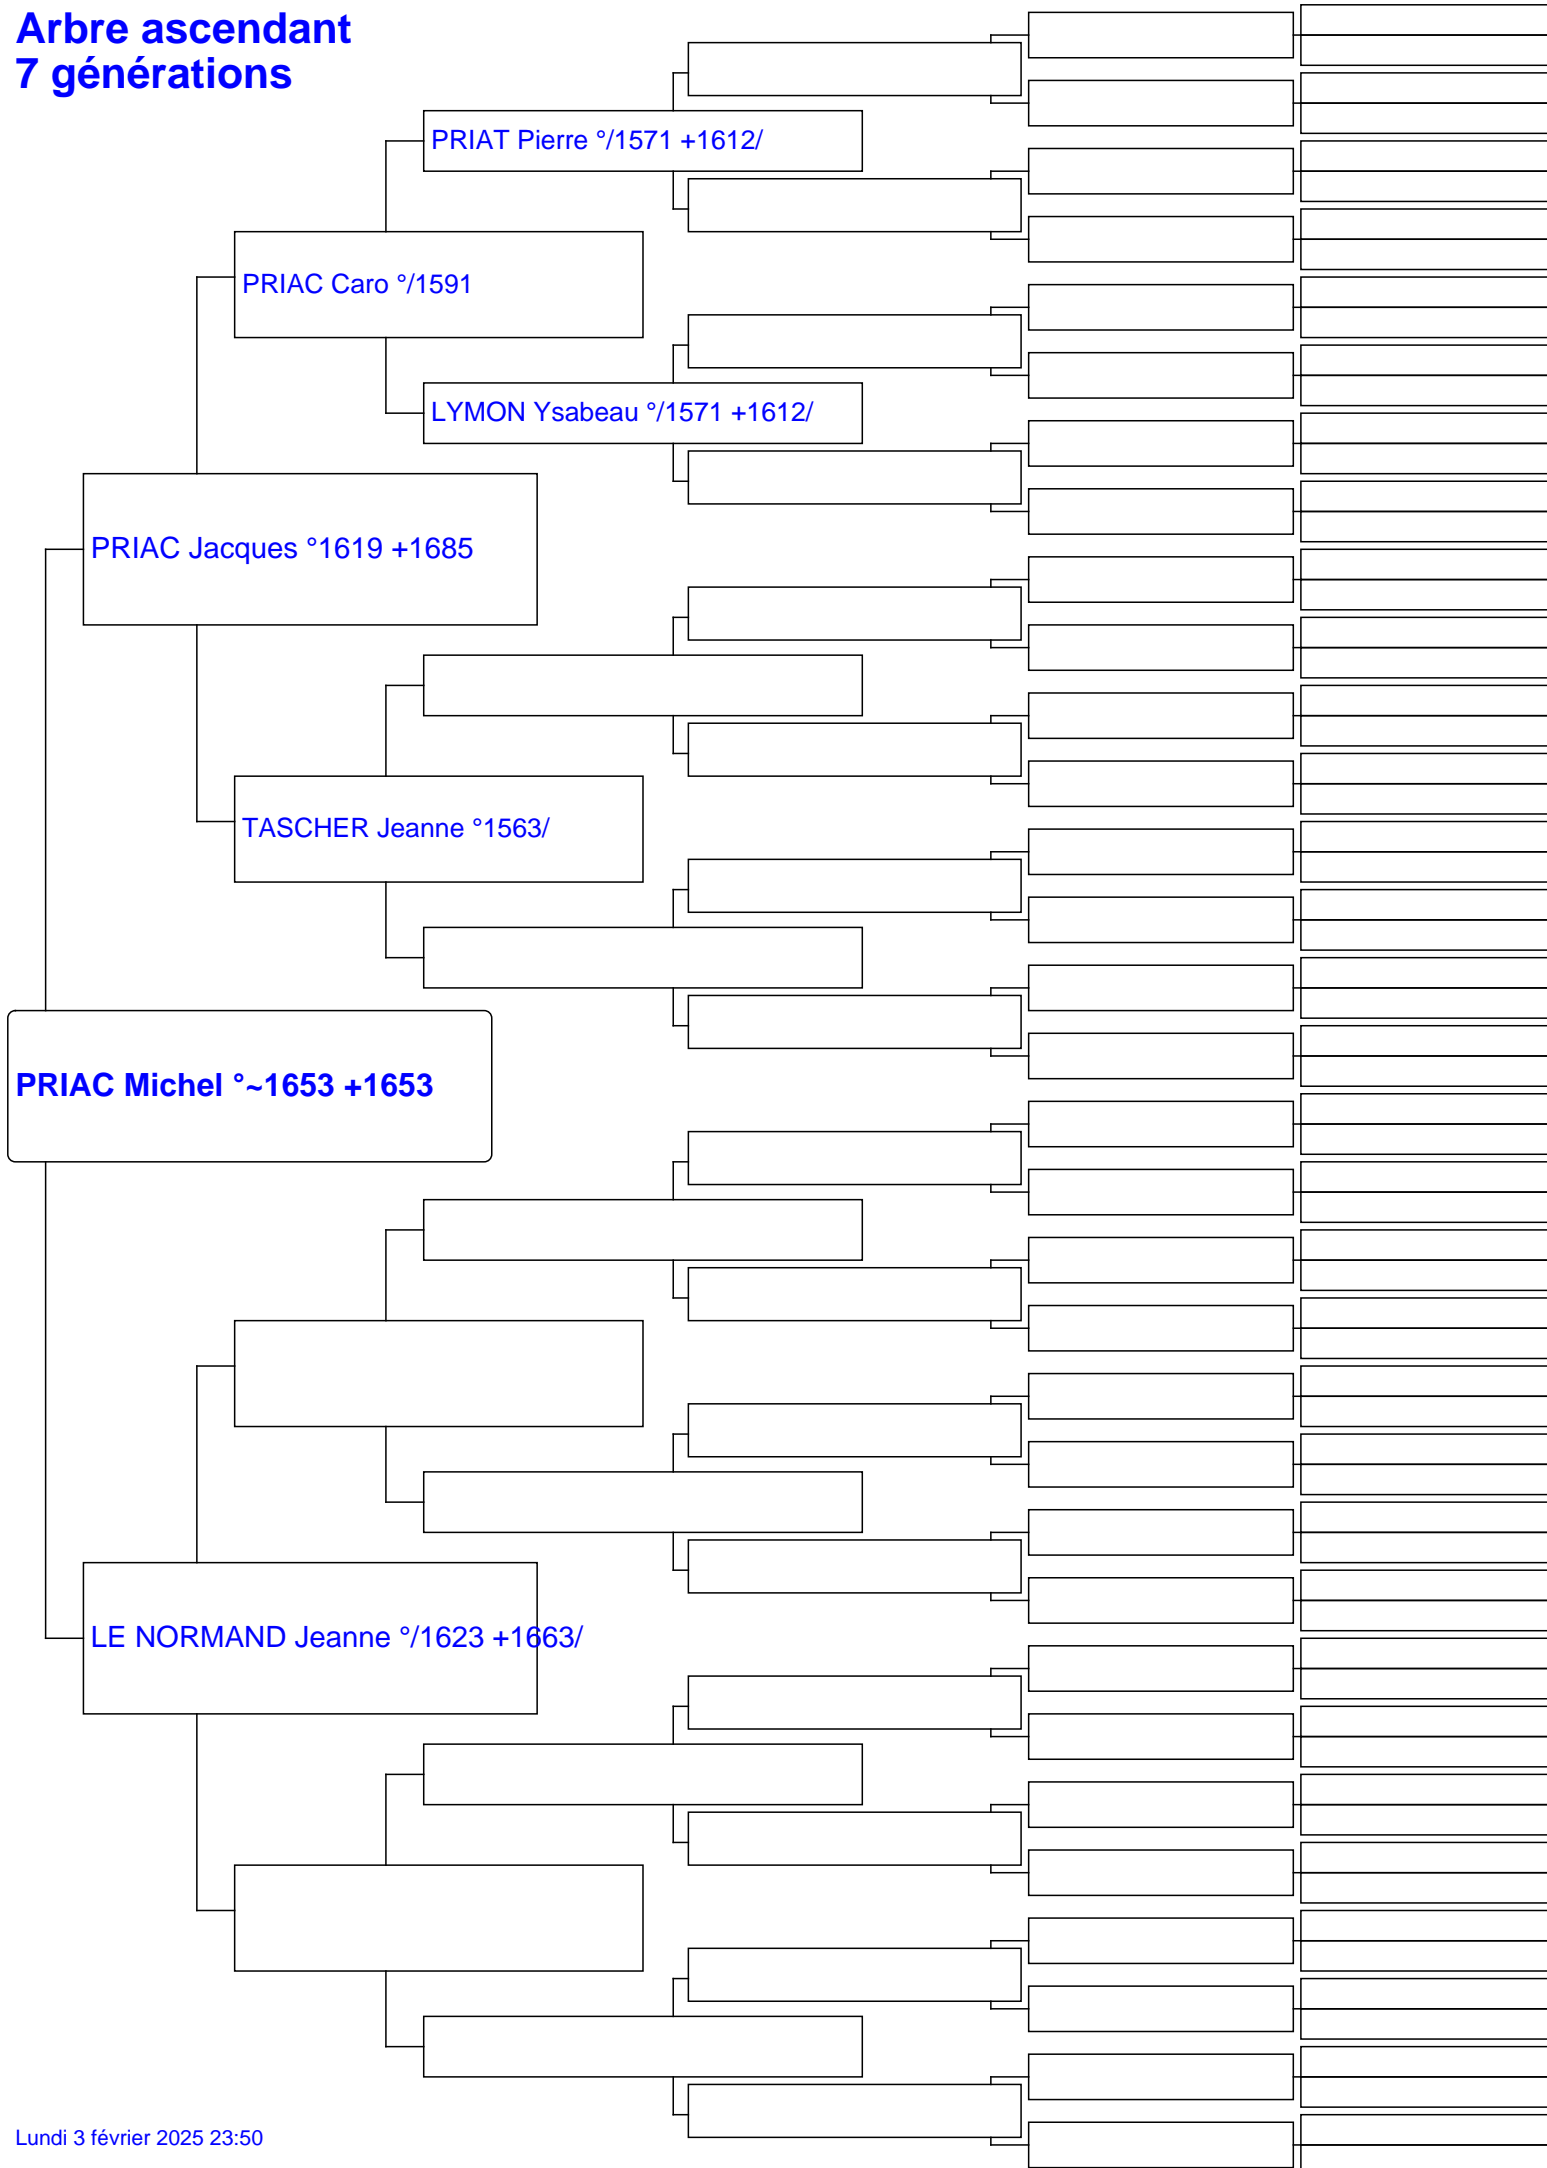 Arbre ascendant
7 générations
PRIAT Pierre °/1571 +1612/
PRIAC Caro °/1591
LYMON Ysabeau °/1571 +1612/
PRIAC Jacques °1619 +1685
TASCHER Jeanne °1563/
PRIAC Michel °~1653 +1653
LE NORMAND Jeanne °/1623 +1663/
Lundi 3 février 2025 23:50